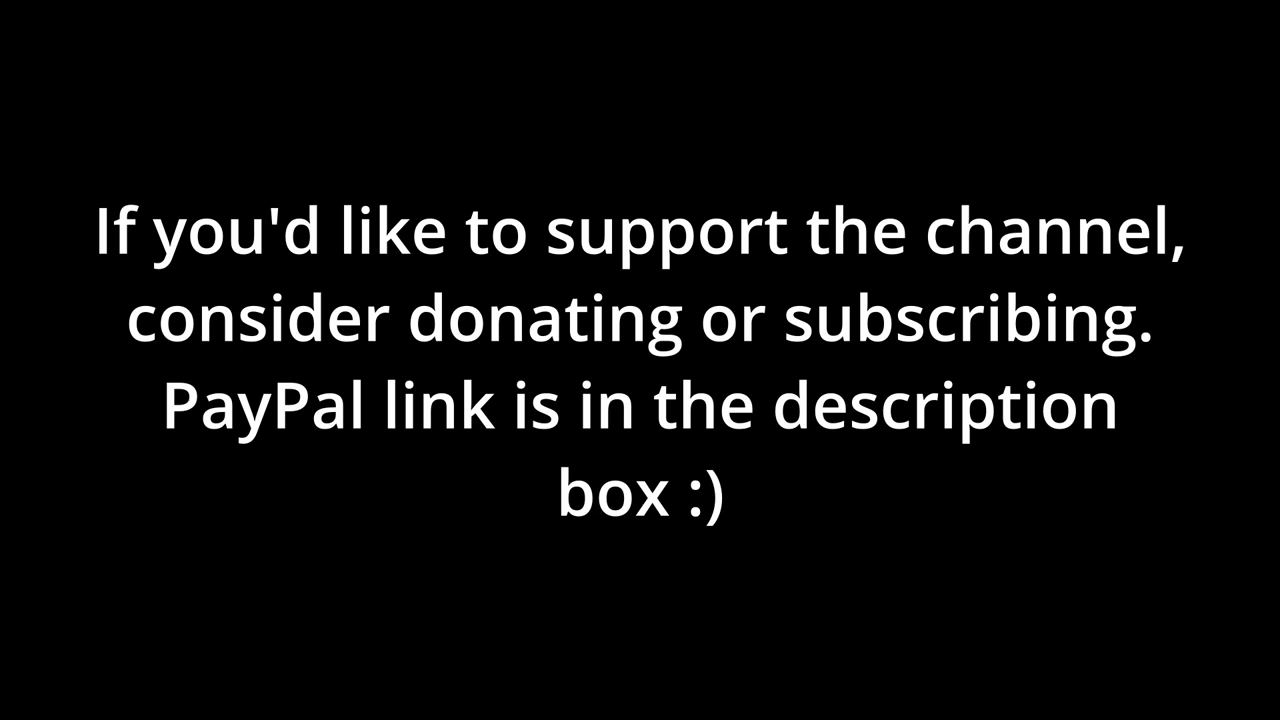 If you'd like to support the channel,
consider donating or subscribing.
PayPal link is in the description
box :)